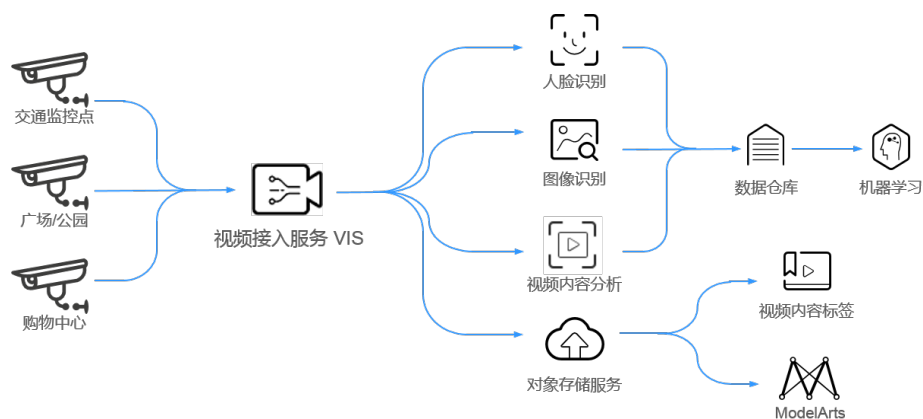 交通监控点
广场/公园
购物中心
视频接入服务 VIS
人脸识别
图像识别
视频内容分析
对象存储服务
数据仓库
机器学习
视频内容标签
ModelArts